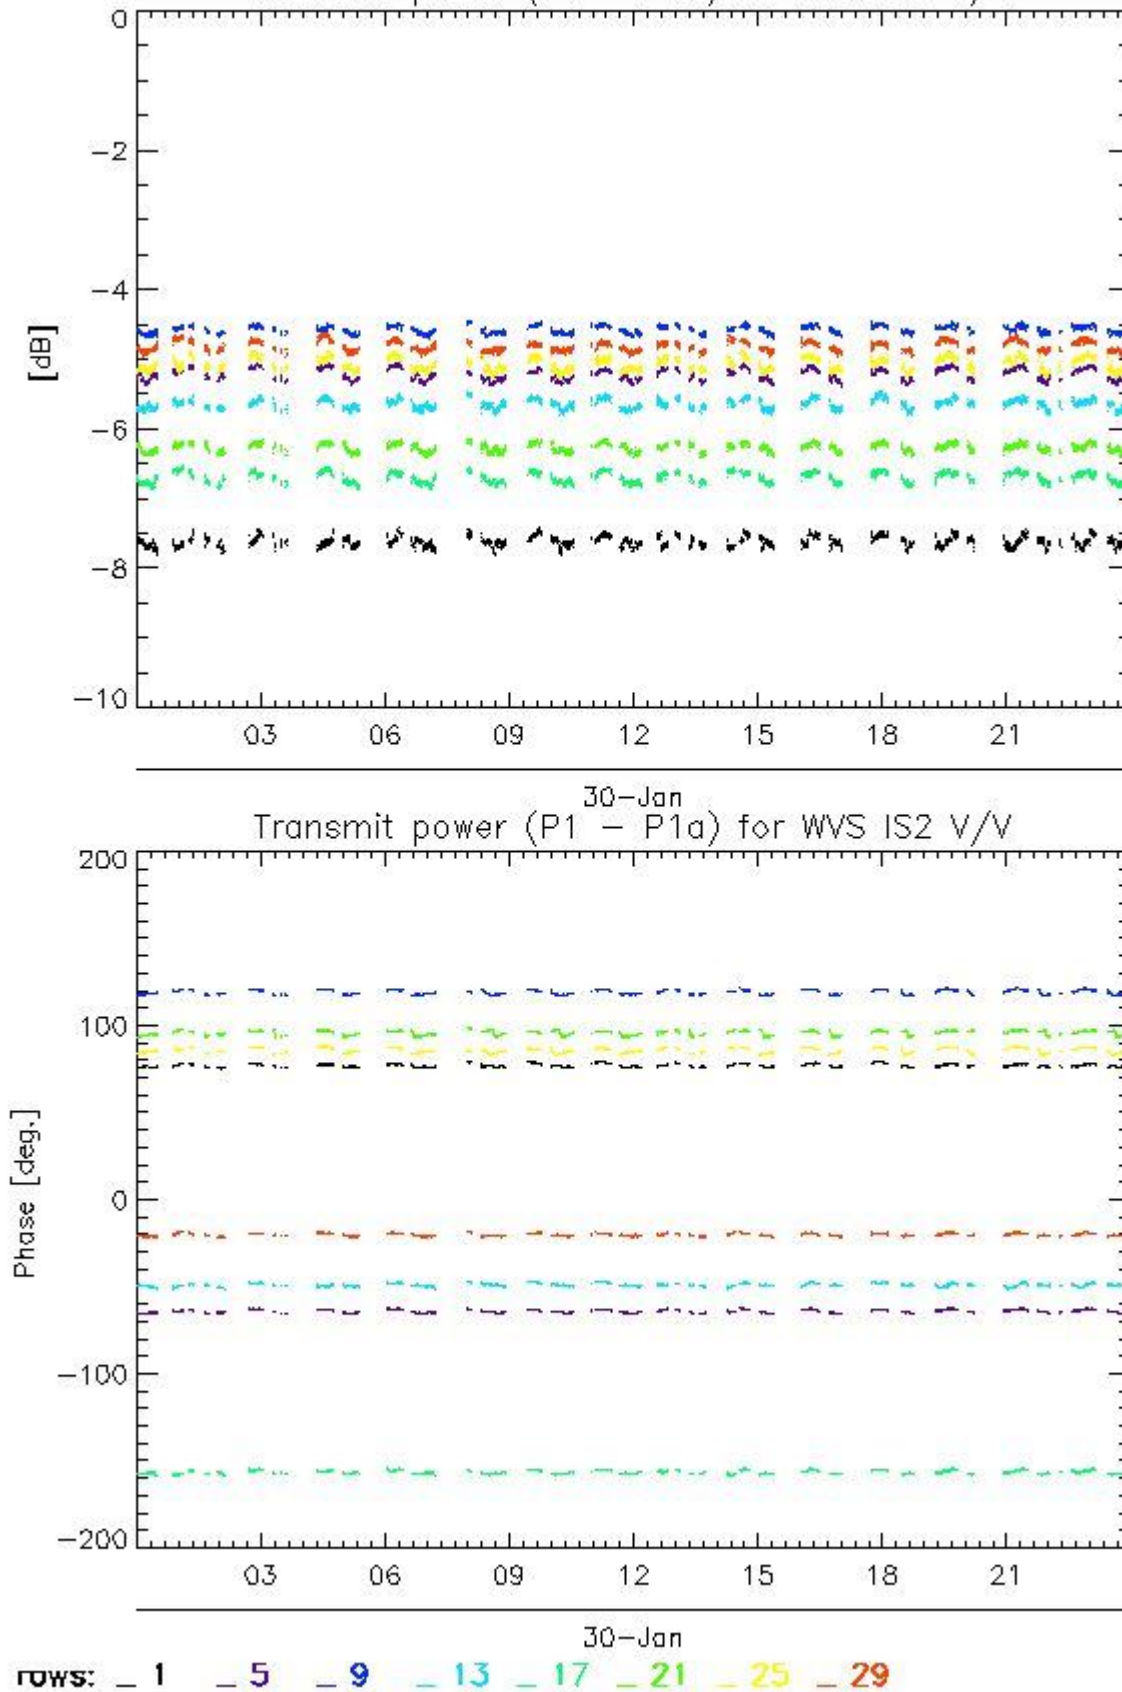 0
-2
-4
[dB]
-6
-8
-10
03 06 09 12 15 18 21
30-Jan
Transmit power (P1 - P1a) for WVS IS2 V/V
200
100
Phase [deg.]
0
-100
-200
03 06 09 12 15 18 21
30-Jan
rows: _ 1 _ 5 _ 9 _ 13 _ 17 _ 21 _ 25 _ 29